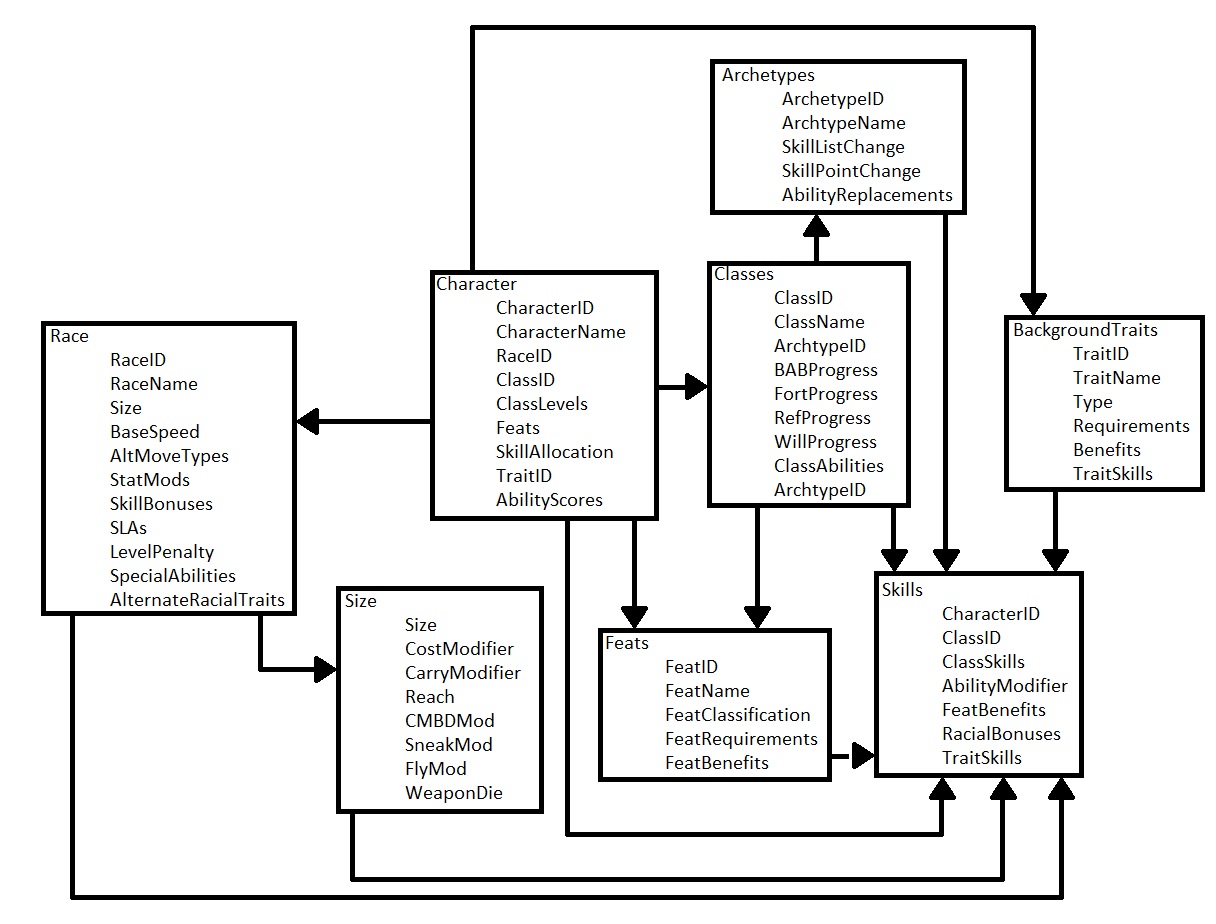 Archetypes
ArchetypeID
ArchtypeName
SkillListChange
SkillPointChange
AbilityReplacements
Character
CharacterID
CharacterName
RaceID
ClassID
ClassLevels
Feats
SkillAllocation
TraitID
AbilityScores
Classes
ClassID
ClassName
ArchtypeID
BABProgress
FortProgress
RefProgress
WillProgress
ClassAbilities
ArchtypeID
BackgroundTraits
TraitID
TraitName
Type
Requirements
Benefits
TraitSkills
Race
RaceID
RaceName
Size
BaseSpeed
AltMoveTypes
StatMods
SkillBonuses
SLAs
LevelPenalty
SpecialAbilities
AlternateRacialTraits
Size
Size
CostModifier
CarryModifier
Reach
CMBDMod
SneakMod
FlyMod
WeaponDie
Feats
FeatID
FeatName
FeatClassification
FeatRequirements
FeatBenefits
Skills
CharacterID
ClassID
ClassSkills
AbilityModifier
FeatBenefits
RacialBonuses
TraitSkills